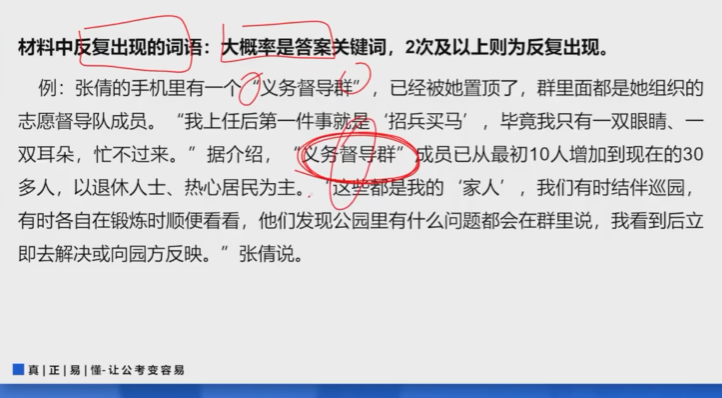 材料中反复出现的词语：大概率是答案关键词，2次及以上则为反复出现。
例：张倩的手机里有一个“义务督导群”，已经被她置顶了，群里面都是她组织的
志愿督导队成员。“我上任后第一件事就是‘招兵买马’，毕竟我只有一双眼睛、一
双耳朵，忙不过来。”据介绍，“义务督导群”成员已从最初10人增加到现在的30
多人，以退休人士、热心居民为主。“这些都是我的‘家人’，我们有时结伴巡园，
有时各自在锻炼时顺便看看，他们发现公园里有什么问题都会在群里说，我看到后立
即去解决或向园方反映。”张倩说。
真|正|易|懂-让公考变容易